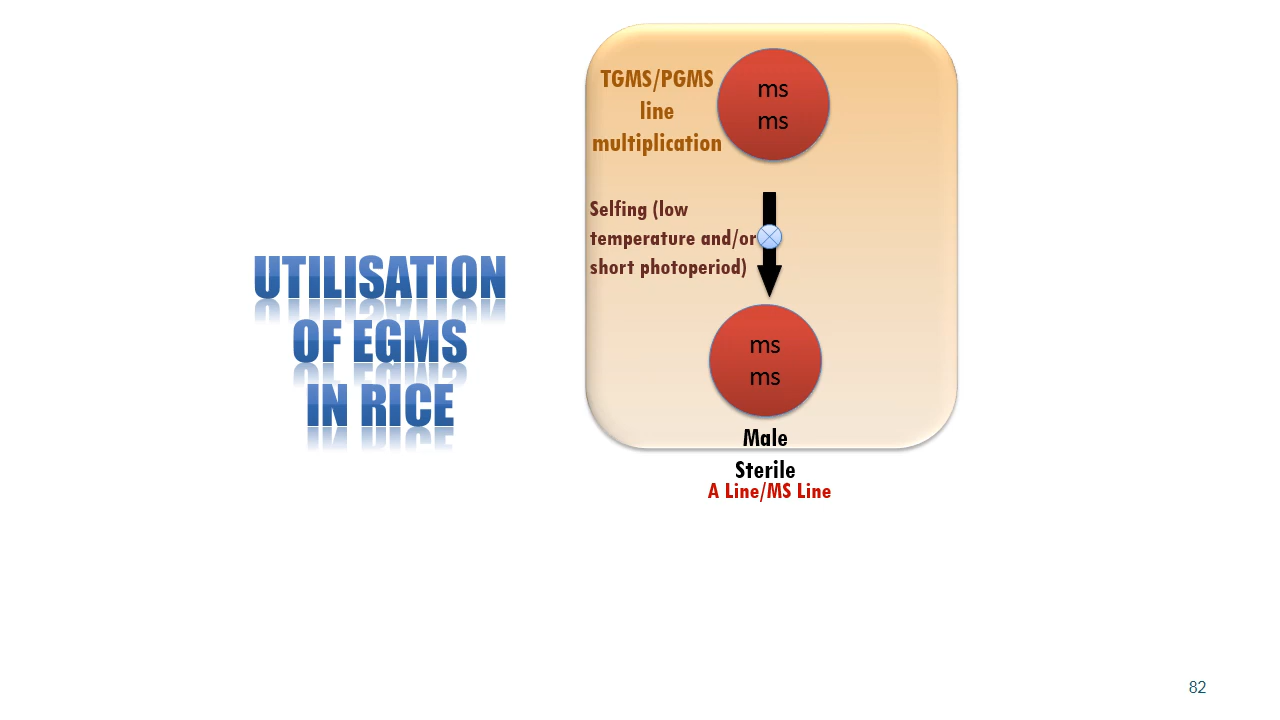 UTILISATION
OF EGMS
IN RICE
TGMS/PGMS
line
multiplication
ms
ms
Selfing (low
temperature and/or
short photoperiod)
ms
ms
Male
Sterile
A Line/MS Line
82